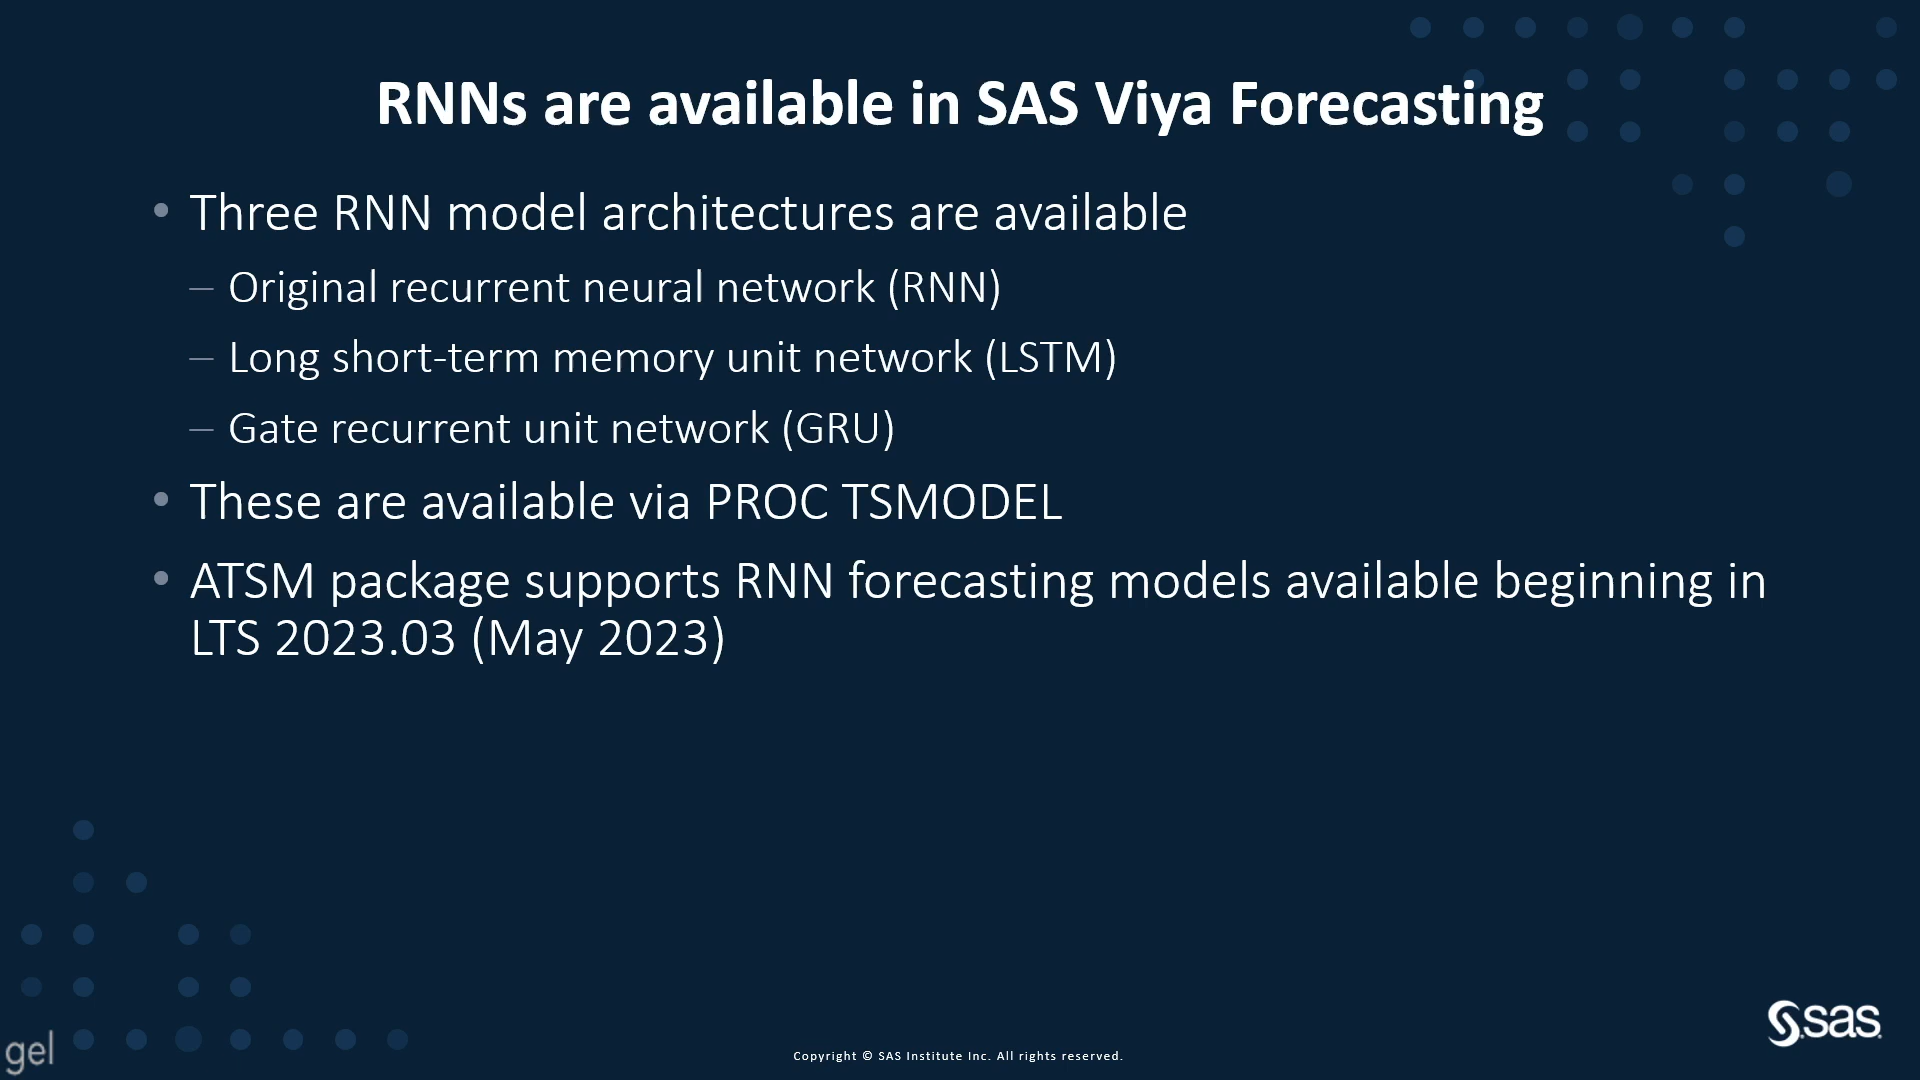 RNNs are available in SAS Viya Forecasting
• Three RNN model architectures are available
– Original recurrent neural network (RNN)
– Long short-term memory unit network (LSTM)
– Gate recurrent unit network (GRU)
• These are available via PROC TSMODEL
• ATSM package supports RNN forecasting models available beginning in
LTS 2023.03 (May 2023)
gel
Copyright © SAS Institute Inc. All rights reserved.
sas